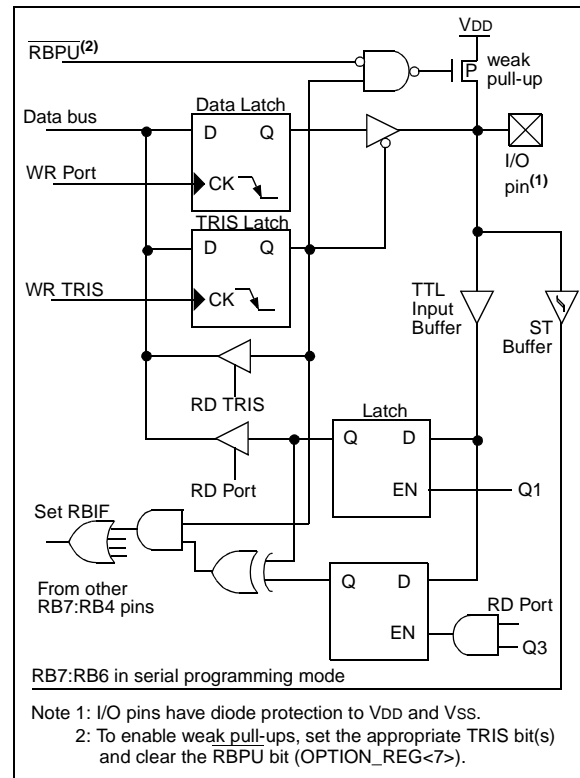 VDD
RBPU(2)
P
weak
pull-up
Data Latch
Data bus
D
Q
I/O
pin(1)
WR Port
CK
TRIS Latch
D
Q
WR TRIS
CK
TTL
Input
Buffer
ST
Buffer
RD TRIS
Latch
Q
D
RD Port
EN
Q1
Set RBIF
From other
RB7:RB4 pins
Q
D
RD Port
EN
Q3
RB7:RB6 in serial programming mode
Note 1: I/O pins have diode protection to VDD and VSS.
2: To enable weak pull-ups, set the appropriate TRIS bit(s)
and clear the RBPU bit (OPTION_REG<7>).